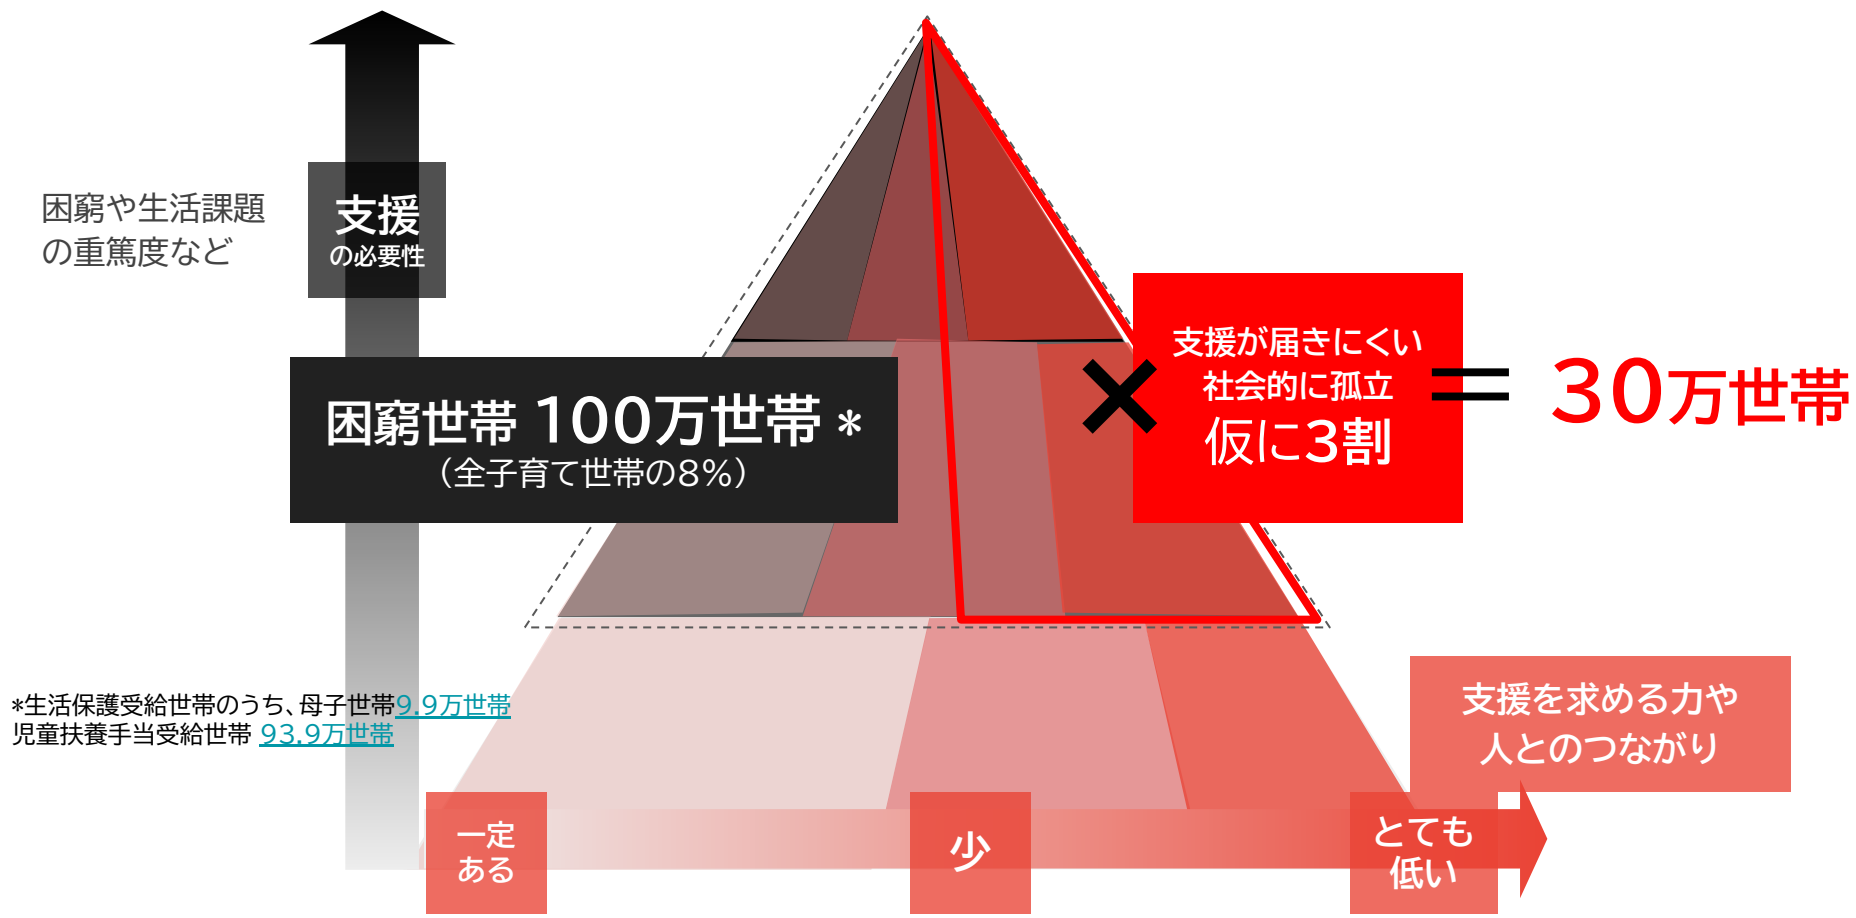 困窮や生活課題
の重篤度など
支援
の必要性
困窮世帯 100万世帯 *
（全子育て世帯の8%）
×
支援が届きにくい
社会的に孤立
仮に3割
＝
30万世帯
*生活保護受給世帯のうち、母子世帯9.9万世帯
児童扶養手当受給世帯 93.9万世帯
支援を求める力や
人とのつながり
一定
ある
少
とても
低い